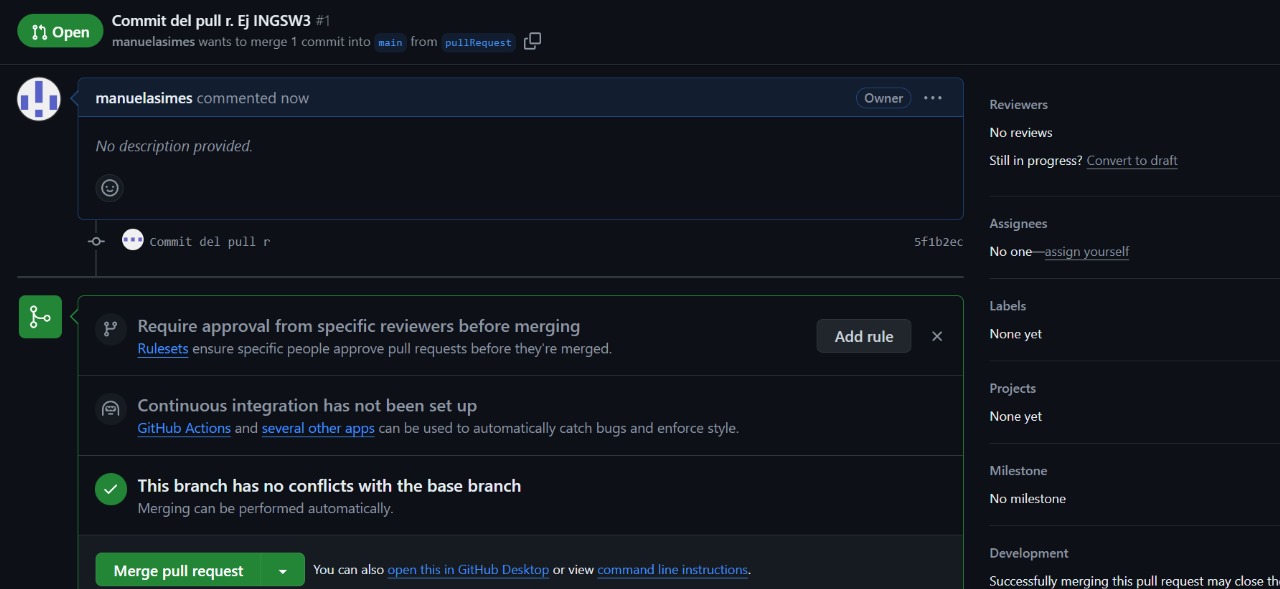 Open
Commit del pull r. Ej INGSW3 #1
manuelasimes wants to merge 1 commit into main from pullRequest
manuelasimes commented now
Owner
No description provided.
Commit del pull r
5f1b2ec
Require approval from specific reviewers before merging
Rulesets ensure specific people approve pull requests before they're merged.
Add rule
Continuous integration has not been set up
GitHub Actions and several other apps can be used to automatically catch bugs and enforce style.
This branch has no conflicts with the base branch
Merging can be performed automatically.
Merge pull request
You can also open this in GitHub Desktop or view command line instructions.
Reviewers
No reviews
Still in progress? Convert to draft
Assignees
No one—assign yourself
Labels
None yet
Projects
None yet
Milestone
No milestone
Development
Successfully merging this pull request may close